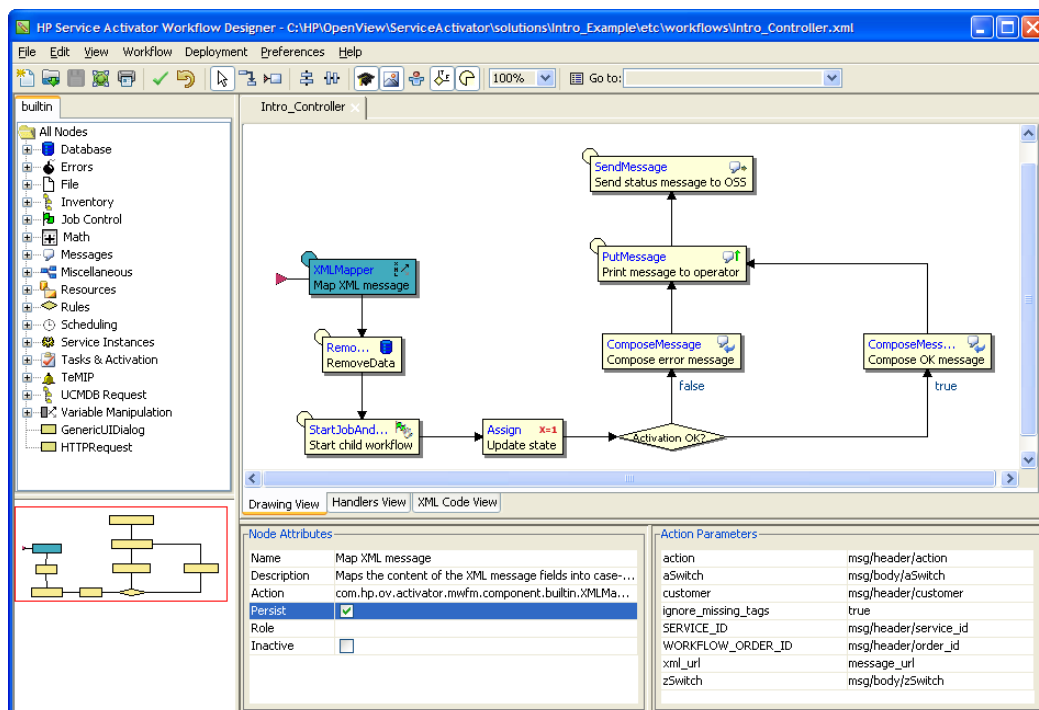 HP Service Activator Workflow Designer - C:\HP\OpenView\ServiceActivator\solutions\Intro_Example\etc\workflows\Intro_Controller.xml
File Edit View Workflow Deployment Preferences Help
100% Go to:
builtin
All Nodes
Database
Errors
File
Inventory
Job Control
Math
Messages
Miscellaneous
Resources
Rules
Scheduling
Service Instances
Tasks & Activation
TeMIP
UCMDB Request
Variable Manipulation
GenericUIDialog
HTTPRequest
Intro_Controller
SendMessage
Send status message to OSS
XMLMapper
Map XML message
PutMessage
Print message to operator
Remo...
RemoveData
ComposeMessage
Compose error message
ComposeMess...
Compose OK message
false
true
StartJobAnd...
Start child workflow
Assign X=1
Update state
Activation OK?
Drawing View Handlers View XML Code View
Node Attributes
Name Map XML message
Description Maps the content of the XML message fields into case-...
Action com.hp.ov.activator.mwfm.component.builtin.XMLMa...
Persist
Role
Inactive
Action Parameters
action msg/header/action
aSwitch msg/body/aSwitch
customer msg/header/customer
ignore_missing_tags true
SERVICE_ID msg/header/service_id
WORKFLOW_ORDER_ID msg/header/order_id
xml_url message_url
zSwitch msg/body/zSwitch